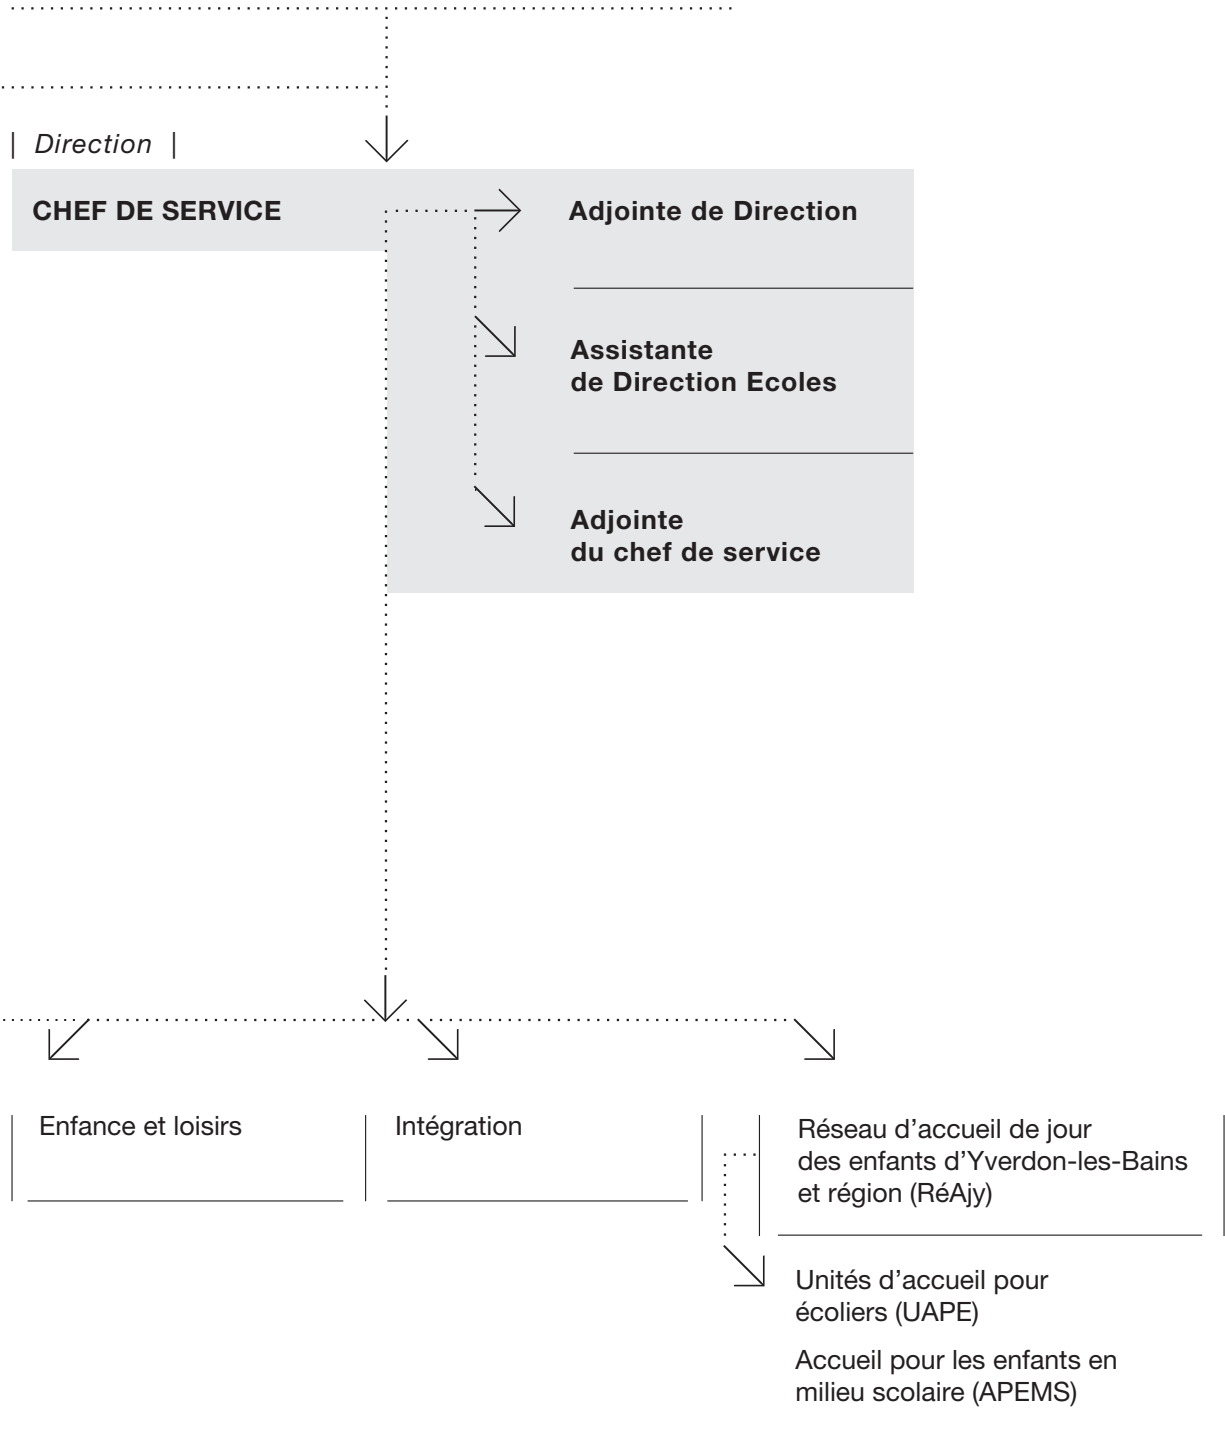 | Direction |
CHEF DE SERVICE
Adjointe de Direction
Assistante
de Direction Ecoles
Adjointe
du chef de service
Enfance et loisirs
Intégration
Réseau d’accueil de jour
des enfants d’Yverdon-les-Bains
et région (RéAjy)
Unités d’accueil pour
écoliers (UAPE)
Accueil pour les enfants en
milieu scolaire (APEMS)